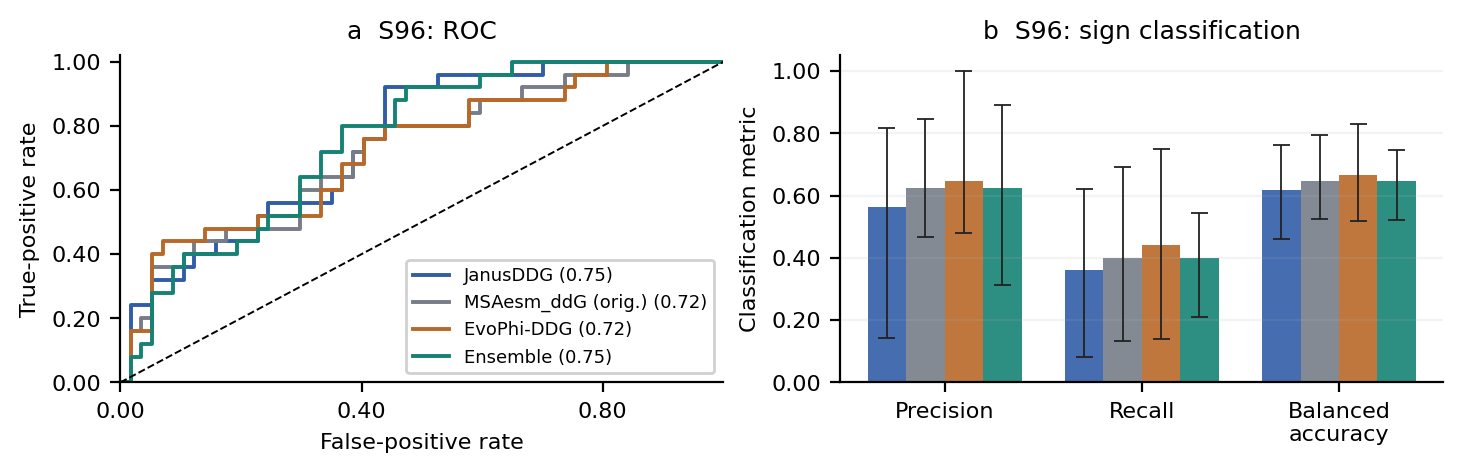 a S96: ROC
True-positive rate
1.00
0.80
0.60
0.40
0.20
0.00
0.00 0.40 0.80
False-positive rate
JanusDDG (0.75)
MSAesm_ddG (orig.) (0.72)
EvoPhi-DDG (0.72)
Ensemble (0.75)
b S96: sign classification
Classification metric
1.00
0.80
0.60
0.40
0.20
0.00
Precision Recall Balanced
accuracy